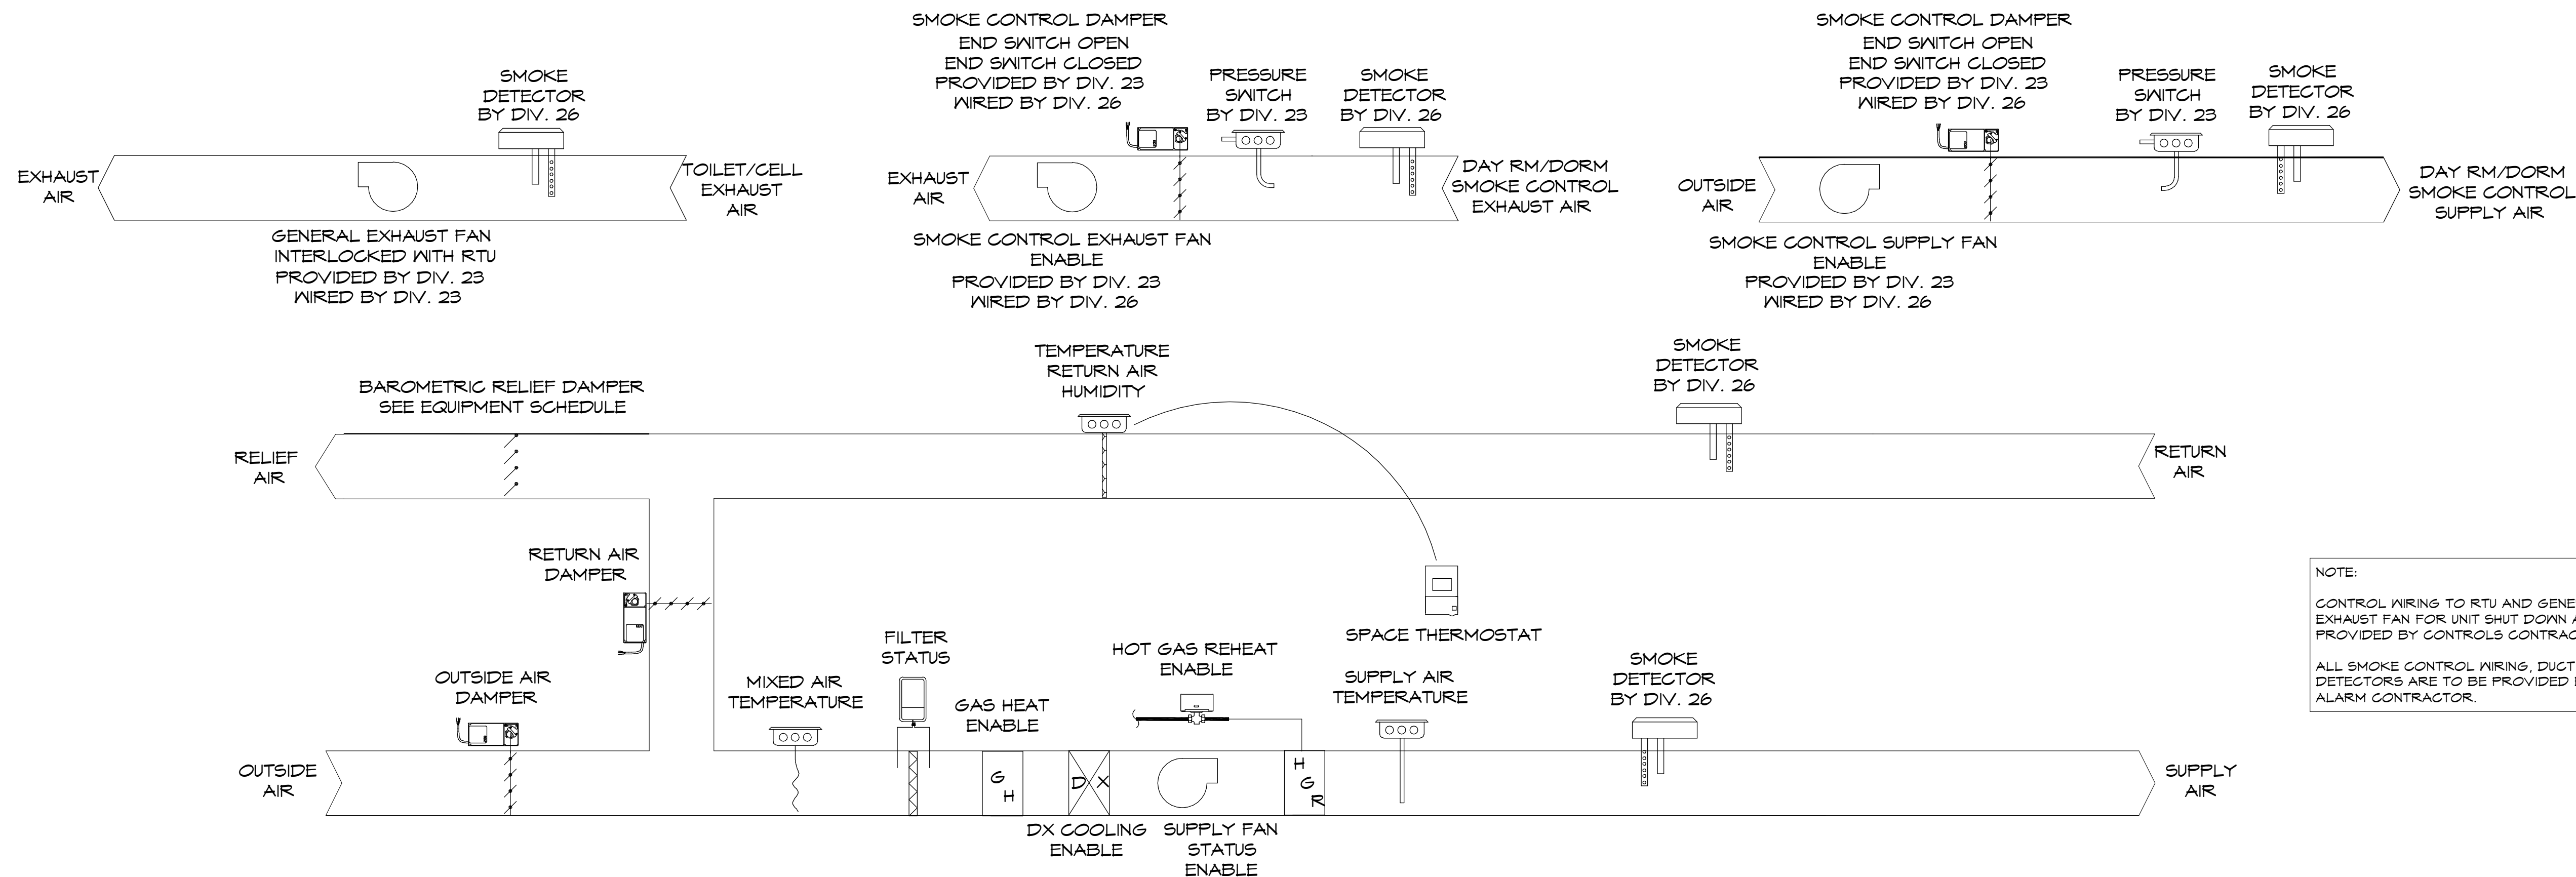 SMOKE
DETECTOR
BY DIV. 26
EXHAUST
AIR
TOILET/CELL
EXHAUST
AIR
GENERAL EXHAUST FAN
INTERLOCKED WITH RTU
PROVIDED BY DIV. 23
WIRED BY DIV. 23
SMOKE CONTROL DAMPER
END SWITCH OPEN
END SWITCH CLOSED
PROVIDED BY DIV. 23
WIRED BY DIV. 26
PRESSURE
SWITCH
BY DIV. 23
SMOKE
DETECTOR
BY DIV. 26
EXHAUST
AIR
DAY RM/DORM
SMOKE CONTROL
EXHAUST AIR
SMOKE CONTROL EXHAUST FAN
ENABLE
PROVIDED BY DIV. 23
WIRED BY DIV. 26
SMOKE CONTROL DAMPER
END SWITCH OPEN
END SWITCH CLOSED
PROVIDED BY DIV. 23
WIRED BY DIV. 26
PRESSURE
SWITCH
BY DIV. 23
SMOKE
DETECTOR
BY DIV. 26
OUTSIDE
AIR
DAY RM/DORM
SMOKE CONTROL
SUPPLY AIR
SMOKE CONTROL SUPPLY FAN
ENABLE
PROVIDED BY DIV. 23
WIRED BY DIV. 26
BAROMETRIC RELIEF DAMPER
SEE EQUIPMENT SCHEDULE
TEMPERATURE
RETURN AIR
HUMIDITY
SMOKE
DETECTOR
BY DIV. 26
RELIEF
AIR
RETURN
AIR
RETURN AIR
DAMPER
SPACE THERMOSTAT
OUTSIDE AIR
DAMPER
MIXED AIR
TEMPERATURE
FILTER
STATUS
GAS HEAT
ENABLE
HOT GAS REHEAT
ENABLE
SUPPLY AIR
TEMPERATURE
SMOKE
DETECTOR
BY DIV. 26
OUTSIDE
AIR
G
H
D X
H
G
R
SUPPLY
AIR
DX COOLING
ENABLE
SUPPLY FAN
STATUS
ENABLE
NOTE:
CONTROL WIRING TO RTU AND
EXHAUST FAN FOR UNIT SHUT DOWN
PROVIDED BY CONTROLS
ALL SMOKE CONTROL WIRING, DUCT
DETECTORS ARE TO BE PROVIDED
ALARM CONTRACTOR.